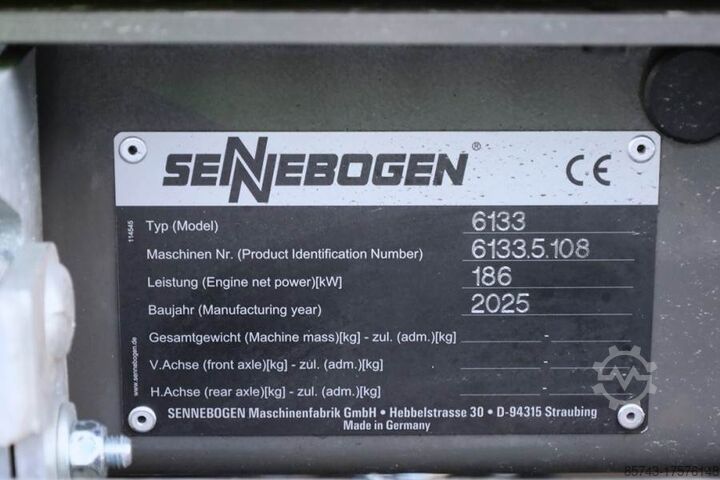 SENNEBOGEN ® CE
Typ (Model) 6133
Maschinen Nr. (Product Identification Number) 6133.5.108
Leistung (Engine net power)[kW] 186
Baujahr (Manufacturing year) 2025
Gesamtgewicht (Machine mass)[kg] - zul. (adm.)[kg] -
V.Achse (front axle)[kg] - zul. (adm.)[kg] -
H.Achse (rear axle)[kg] - zul. (adm.)[kg] -
SENNEBOGEN Maschinenfabrik GmbH • Hebbelstrasse 30 • D-94315 Straubing
Made in Germany
114545
www.sennebogen.de
85743-17576148